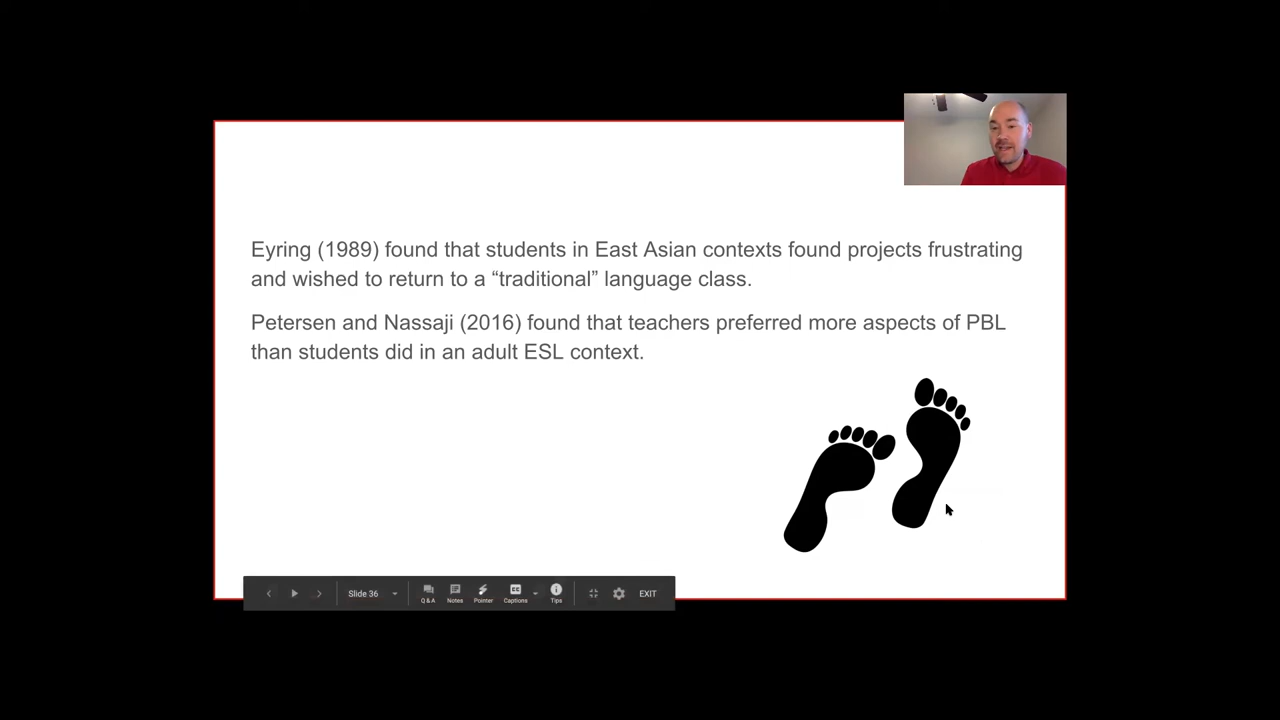 Eyring (1989) found that students in East Asian contexts found projects frustrating
and wished to return to a “traditional” language class.
Petersen and Nassaji (2016) found that teachers preferred more aspects of PBL
than students did in an adult ESL context.
Slide 36
Q & A
Notes
Pointer
CC
Captions
Tips
EXIT